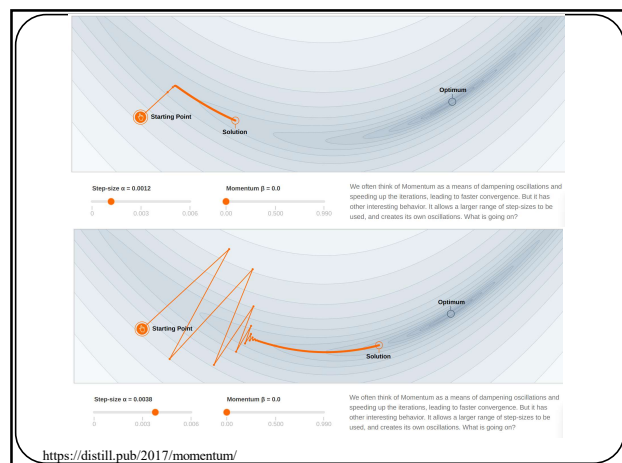 Optimum
Starting Point
Solution
Step-size α = 0.0012
Momentum β = 0.0
We often think of Momentum as a means of dampening oscillations and
speeding up the iterations, leading to faster convergence. But it has
other interesting behavior. It allows a larger range of step-sizes to be
used, and creates its own oscillations. What is going on?
0 0.003 0.006
0.00 0.500 0.990
Optimum
Starting Point
Solution
Step-size α = 0.0038
Momentum β = 0.0
We often think of Momentum as a means of dampening oscillations and
speeding up the iterations, leading to faster convergence. But it has
other interesting behavior. It allows a larger range of step-sizes to be
used, and creates its own oscillations. What is going on?
0 0.003 0.006
0.00 0.500 0.990
https://distill.pub/2017/momentum/